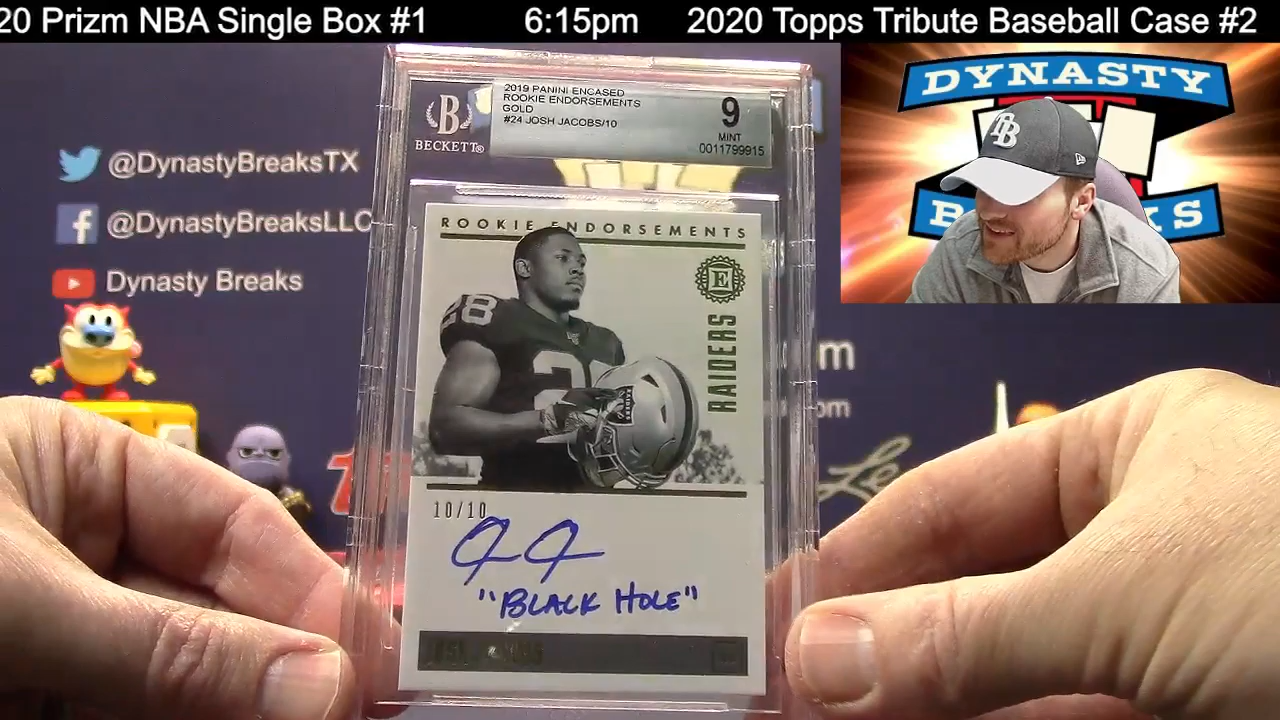 20 Prizm NBA Single Box #1 6:15pm 2020 Topps Tribute Baseball Case #2
@DynastyBreaksTX
@DynastyBreaksLLC
Dynasty Breaks
DYNASTY
B
BECKETT®
2019 PANINI ENCASED
ROOKIE ENDORSEMENTS
GOLD
#24 JOSH JACOBS/10
9
MINT
0011799915
ROOKIE ENDORSEMENTS
E
RAIDERS
28
10/10
"BLACK HOLE"
TB